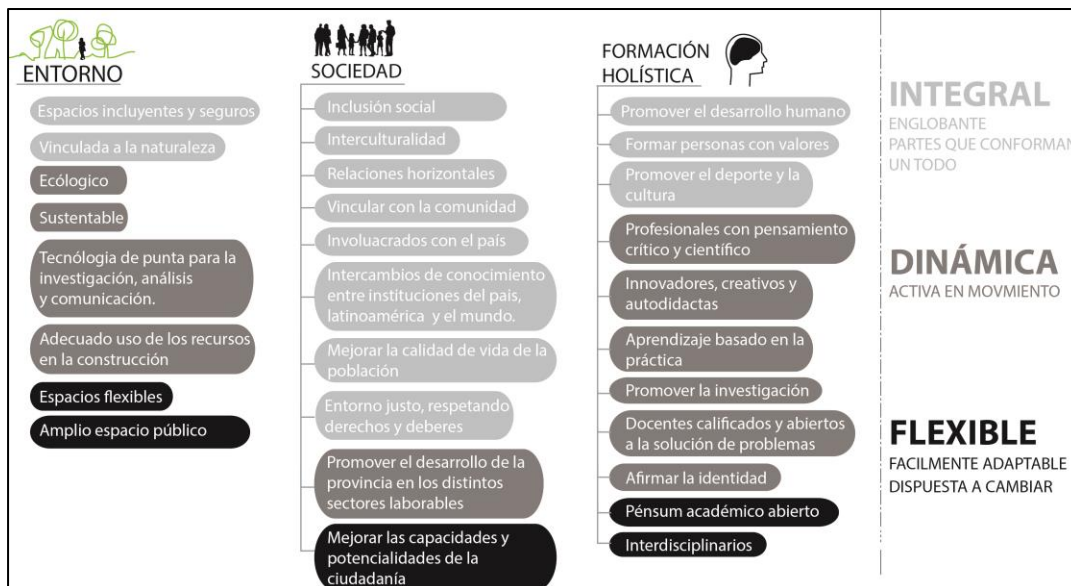 ENTORNO
Espacios incluyentes y seguros
Vinculada a la naturaleza
Ecólogico
Sustentable
Tecnólogia de punta para la
investigación, análisis
y comunicación.
Adecuado uso de los recursos
en la construcción
Espacios flexibles
Amplio espacio público
SOCIEDAD
Inclusión social
Interculturalidad
Relaciones horizontales
Vincular con la comunidad
Involuacrados con el país
Intercambios de conocimiento
entre instituciones del pais,
latinoamérica y el mundo.
Mejorar la calidad de vida de la
población
Entorno justo, respetando
derechos y deberes
Promover el desarrollo de la
provincia en los distintos
sectores laborables
Mejorar las capacidades y
potencialidades de la
ciudadanía
FORMACIÓN
HOLÍSTICA
Promover el desarrollo humano
Formar personas con valores
Promover el deporte y la
cultura
Profesionales con pensamiento
crítico y científico
Innovadores, creativos y
autodidactas
Aprendizaje basado en la
práctica
Promover la investigación
Docentes calificados y abiertos
a la solución de problemas
Afirmar la identidad
Pénsum académico abierto
Interdisciplinarios
INTEGRAL
ENGLOBANTE
PARTES QUE CONFORMAN
UN TODO
DINÁMICA
ACTIVA EN MOVMIENTO
FLEXIBLE
FACILMENTE ADAPTABLE
DISPUESTA A CAMBIAR